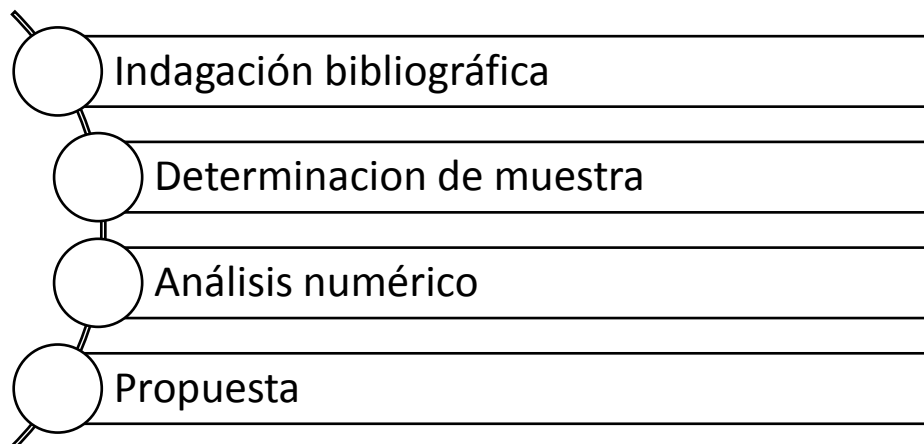 Indagación bibliográfica
Determinacion de muestra
Análisis numérico
Propuesta